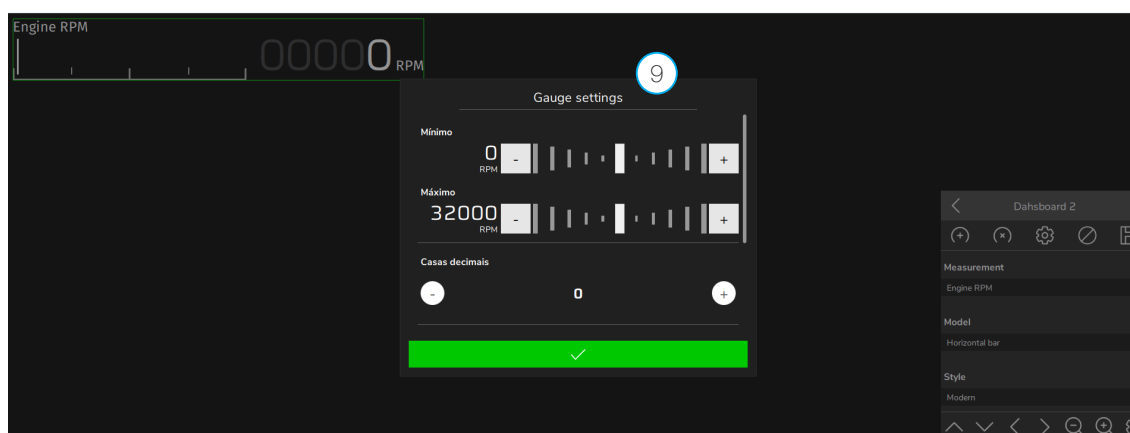 Engine RPM
00000 RPM
9
Gauge settings
Mínimo
0
RPM
-
+
Máximo
32000
RPM
-
+
Casas decimais
-
0
+
Dahsboard 2
Measurement
Engine RPM
Model
Horizontal bar
Style
Modern